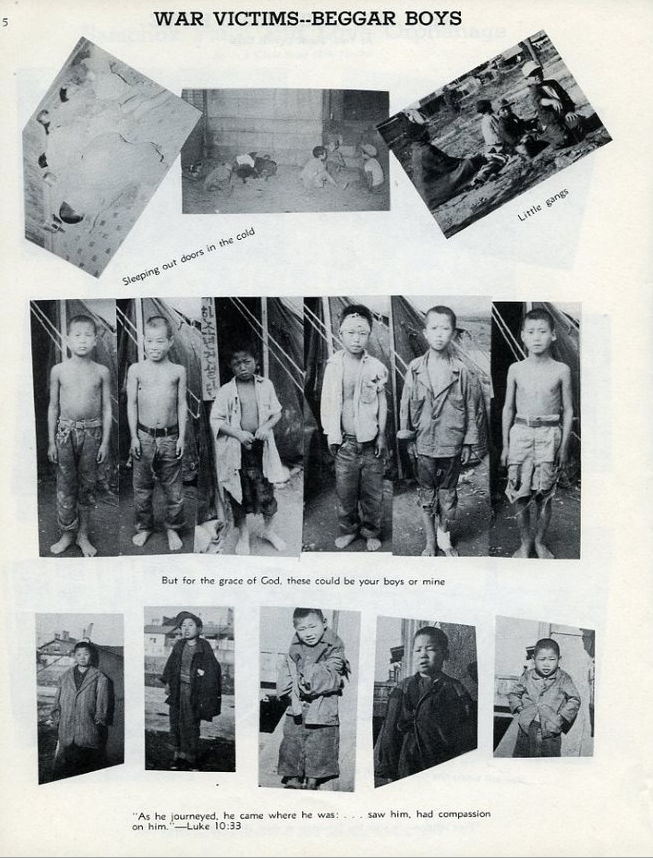 5
WAR VICTIMS--BEGGAR BOYS
Sleeping out doors in the cold
Little gangs
But for the grace of God, these could be your boys or mine
"As he journeyed, he came where he was: . . . saw him, had compassion
on him."—Luke 10:33